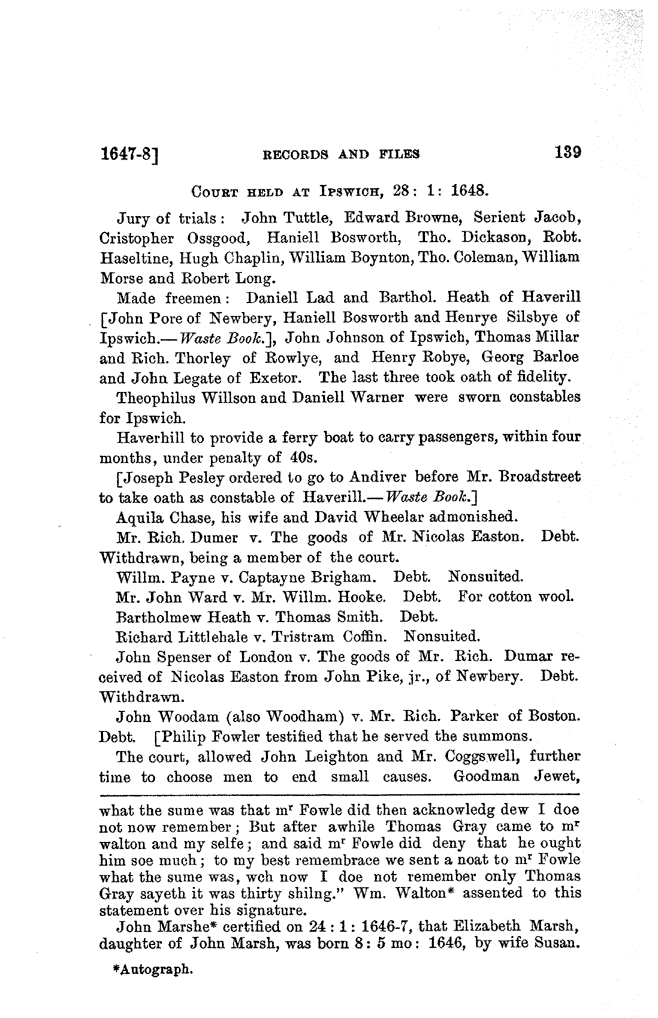 1647-8] RECORDS AND FILES 139
COURT HELD AT IPSWICH, 28: 1: 1648.
Jury of trials: John Tuttle, Edward Browne, Serient Jacob,
Cristopher Ossgood, Haniell Bosworth, Tho. Dickason, Robt.
Haseltine, Hugh Chaplin, William Boynton, Tho. Coleman, William
Morse and Robert Long.
Made freemen: Daniell Lad and Barthol. Heath of Haverill
[John Pore of Newbery, Haniell Bosworth and Henrye Silsbye of
Ipswich.—Waste Book.], John Johnson of Ipswich, Thomas Millar
and Rich. Thorley of Rowlye, and Henry Robye, Georg Barloe
and John Legate of Exetor. The last three took oath of fidelity.
Theophilus Willson and Daniell Warner were sworn constables
for Ipswich.
Haverhill to provide a ferry boat to carry passengers, within four
months, under penalty of 40s.
[Joseph Pesley ordered to go to Andiver before Mr. Broadstreet
to take oath as constable of Haverill.—Waste Book.]
Aquila Chase, his wife and David Wheelar admonished.
Mr. Rich. Dumer v. The goods of Mr. Nicolas Easton. Debt.
Withdrawn, being a member of the court.
Willm. Payne v. Captayne Brigham. Debt. Nonsuited.
Mr. John Ward v. Mr. Willm. Hooke. Debt. For cotton wool.
Bartholmew Heath v. Thomas Smith. Debt.
Richard Littlehale v. Tristram Coffin. Nonsuited.
John Spenser of London v. The goods of Mr. Rich. Dumar re-
ceived of Nicolas Easton from John Pike, jr., of Newbery. Debt.
Withdrawn.
John Woodam (also Woodham) v. Mr. Rich. Parker of Boston.
Debt. [Philip Fowler testified that he served the summons.
The court, allowed John Leighton and Mr. Coggswell, further
time to choose men to end small causes. Goodman Jewet,
what the sume was that mʳ Fowle did then acknowledg dew I doe
not now remember; But after awhile Thomas Gray came to mʳ
walton and my selfe; and said mʳ Fowle did deny that he ought
him soe much; to my best remembrace we sent a noat to mʳ Fowle
what the sume was, wch now I doe not remember only Thomas
Gray sayeth it was thirty shilng." Wm. Walton* assented to this
statement over his signature.
John Marshe* certified on 24: 1: 1646-7, that Elizabeth Marsh,
daughter of John Marsh, was born 8: 5 mo: 1646, by wife Susan.
*Autograph.